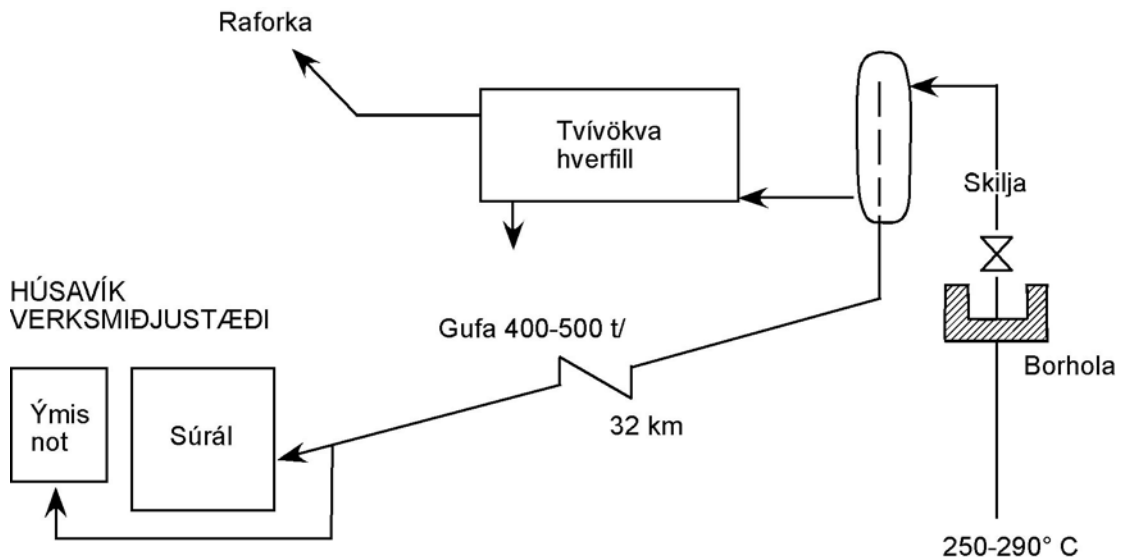 Raforka
Tvívökva
hverfill
Skilja
HÚSAVÍK
VERKSMIÐJUSTÆÐI
Gufa 400-500 t/
Borhola
Ýmis
not
Súrál
32 km
250-290° C